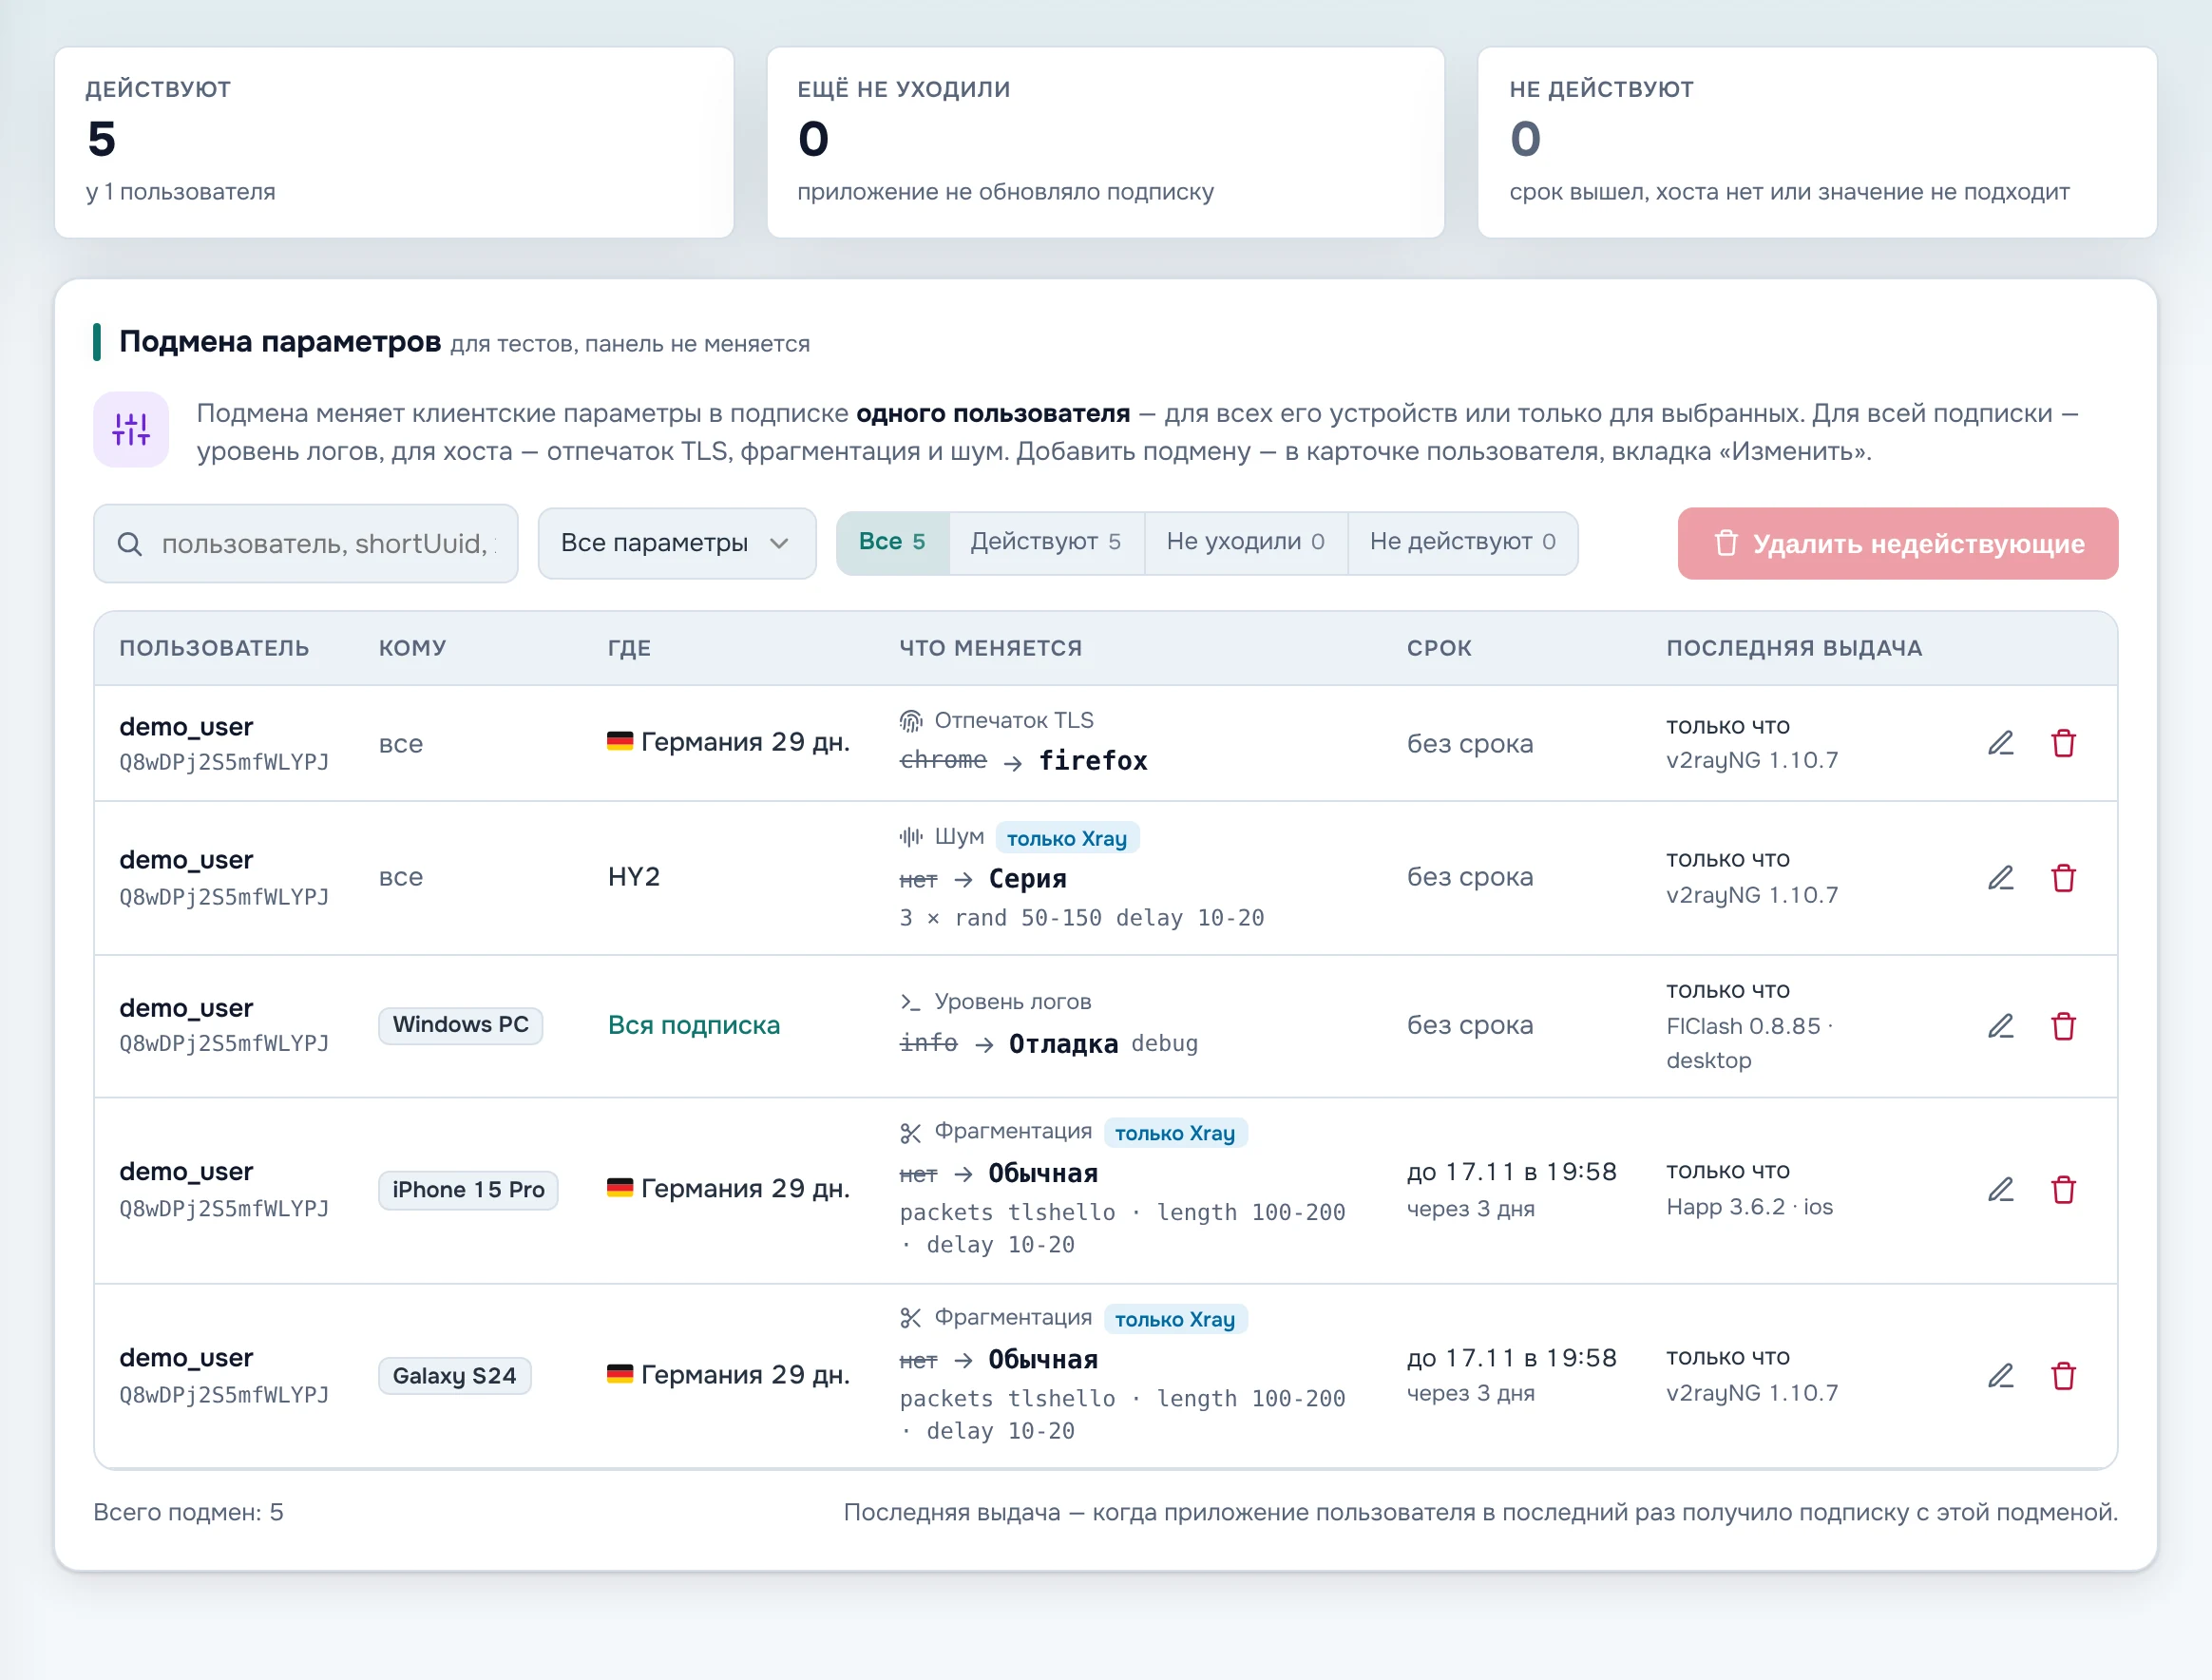 ДЕЙСТВУЮТ
5
у 1 пользователя
ЕЩЁ НЕ УХОДИЛИ
0
приложение не обновляло подписку
НЕ ДЕЙСТВУЮТ
0
срок вышел, хоста нет или значение не подходит
Подмена параметров для тестов, панель не меняется
Подмена меняет клиентские параметры в подписке одного пользователя — для всех его устройств или только для выбранных. Для всей подписки —
уровень логов, для хоста — отпечаток TLS, фрагментация и шум. Добавить подмену — в карточке пользователя, вкладка «Изменить».
пользователь, shortUuid,
Все параметры
Все 5
Действуют 5
Не уходили 0
Не действуют 0
Удалить недействующие
ПОЛЬЗОВАТЕЛЬ КОМУ ГДЕ ЧТО МЕНЯЕТСЯ СРОК ПОСЛЕДНЯЯ ВЫДАЧА
demo_user
Q8wDPj2S5mfWLYPJ
все
Германия 29 дн.
Отпечаток TLS
chrome → firefox
без срока
только что
v2rayNG 1.10.7
demo_user
Q8wDPj2S5mfWLYPJ
все
HY2
Шум только Xray
нет → Серия
3 × rand 50-150 delay 10-20
без срока
только что
v2rayNG 1.10.7
demo_user
Q8wDPj2S5mfWLYPJ
Windows PC
Вся подписка
Уровень логов
info → Отладка debug
без срока
только что
FlClash 0.8.85 ·
desktop
demo_user
Q8wDPj2S5mfWLYPJ
iPhone 15 Pro
Германия 29 дн.
Фрагментация только Xray
нет → Обычная
packets tlshello · length 100-200
· delay 10-20
до 17.11 в 19:58
через 3 дня
только что
Happ 3.6.2 · ios
demo_user
Q8wDPj2S5mfWLYPJ
Galaxy S24
Германия 29 дн.
Фрагментация только Xray
нет → Обычная
packets tlshello · length 100-200
· delay 10-20
до 17.11 в 19:58
через 3 дня
только что
v2rayNG 1.10.7
Всего подмен: 5
Последняя выдача — когда приложение пользователя в последний раз получило подписку с этой подменой.